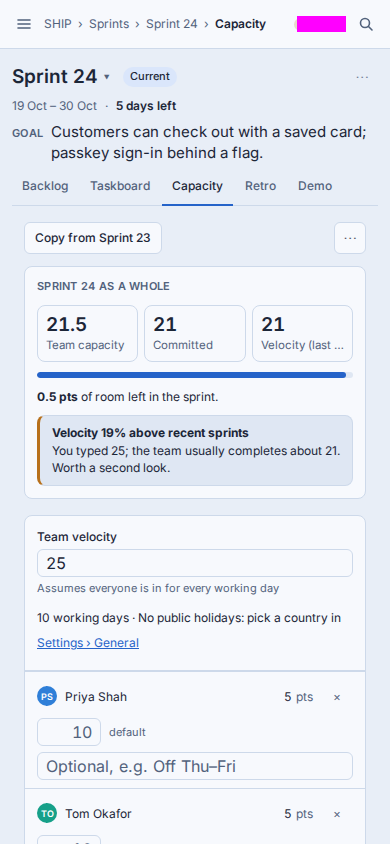 SHIP › Sprints › Sprint 24 › Capacity
Sprint 24 ▾ Current ...
19 Oct – 30 Oct · 5 days left
GOAL Customers can check out with a saved card;
passkey sign-in behind a flag.
Backlog Taskboard Capacity Retro Demo
Copy from Sprint 23 ...
SPRINT 24 AS A WHOLE
21.5 21 21
Team capacity Committed Velocity (last ...
0.5 pts of room left in the sprint.
Velocity 19% above recent sprints
You typed 25; the team usually completes about 21.
Worth a second look.
Team velocity
25
Assumes everyone is in for every working day
10 working days · No public holidays: pick a country in
Settings › General
PS Priya Shah 5 pts ×
10 default
Optional, e.g. Off Thu–Fri
TO Tom Okafor 5 pts ×